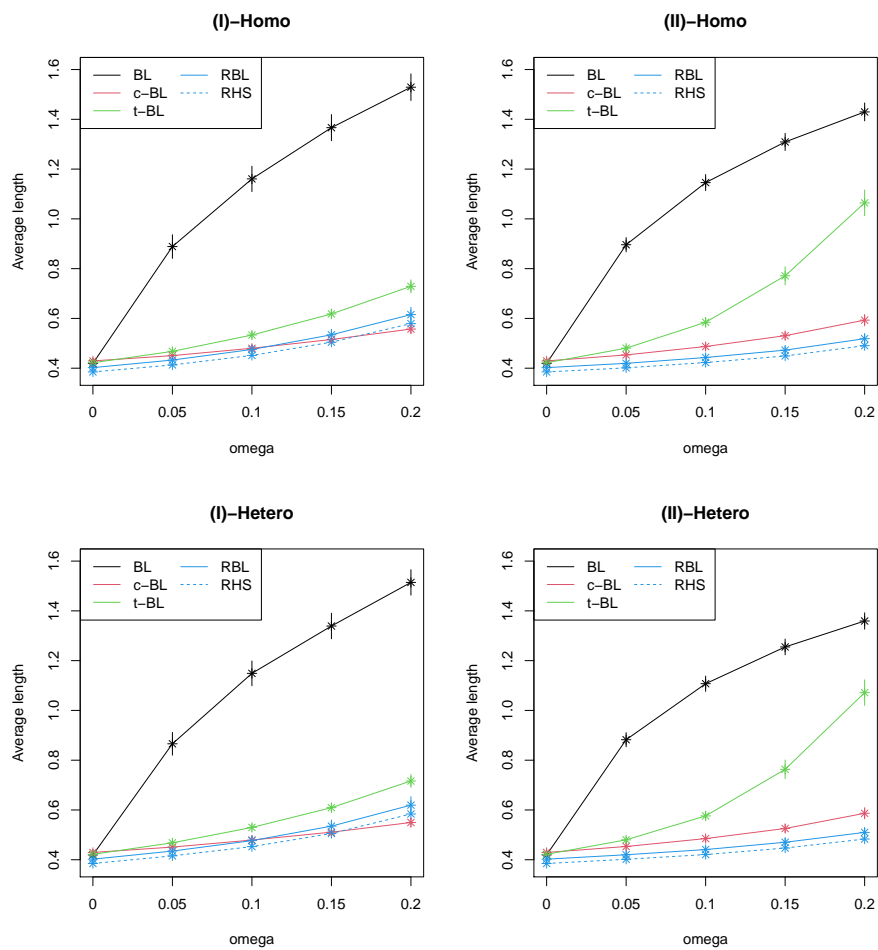 (I)−Homo
BL RBL
c−BL RHS
t−BL
Average length
1.6
1.4
1.2
1.0
0.8
0.6
0.4
0 0.05 0.1 0.15 0.2
omega
(II)−Homo
BL RBL
c−BL RHS
t−BL
Average length
1.6
1.4
1.2
1.0
0.8
0.6
0.4
0 0.05 0.1 0.15 0.2
omega
(I)−Hetero
BL RBL
c−BL RHS
t−BL
Average length
1.6
1.4
1.2
1.0
0.8
0.6
0.4
0 0.05 0.1 0.15 0.2
omega
(II)−Hetero
BL RBL
c−BL RHS
t−BL
Average length
1.6
1.4
1.2
1.0
0.8
0.6
0.4
0 0.05 0.1 0.15 0.2
omega